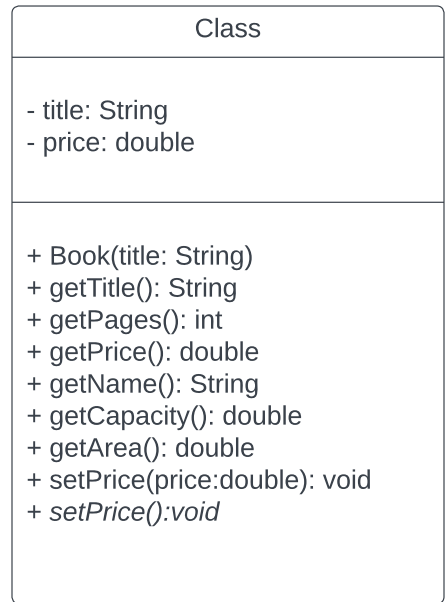 Class
- title: String
- price: double
+ Book(title: String)
+ getTitle(): String
+ getPages(): int
+ getPrice(): double
+ getName(): String
+ getCapacity(): double
+ getArea(): double
+ setPrice(price:double): void
+ setPrice():void